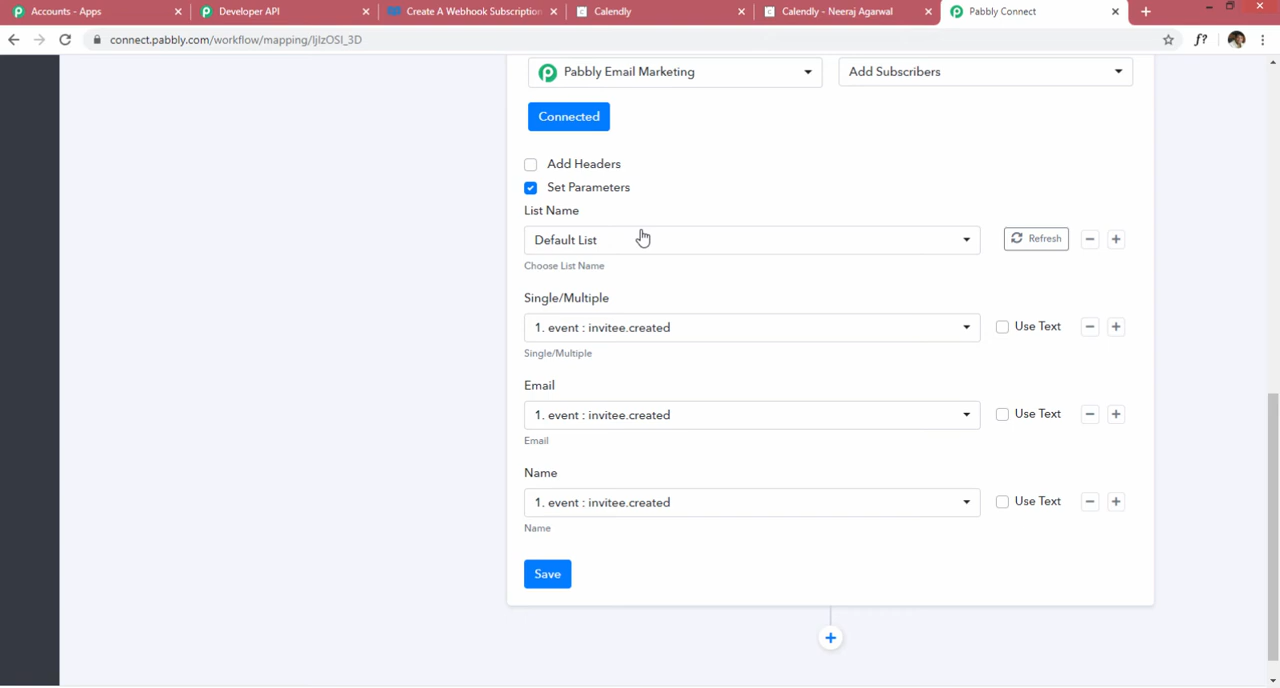 Accounts - Apps
Developer API
Create A Webhook Subscription
Calendly
Calendly - Neeraj Agarwal
Pabbly Connect
connect.pabbly.com/workflow/mapping/IjIzOSI_3D
f?
Pabbly Email Marketing
Add Subscribers
Connected
Add Headers
Set Parameters
List Name
Default List
Refresh
Choose List Name
Single/Multiple
1. event : invitee.created
Use Text
Single/Multiple
Email
1. event : invitee.created
Use Text
Email
Name
1. event : invitee.created
Use Text
Name
Save